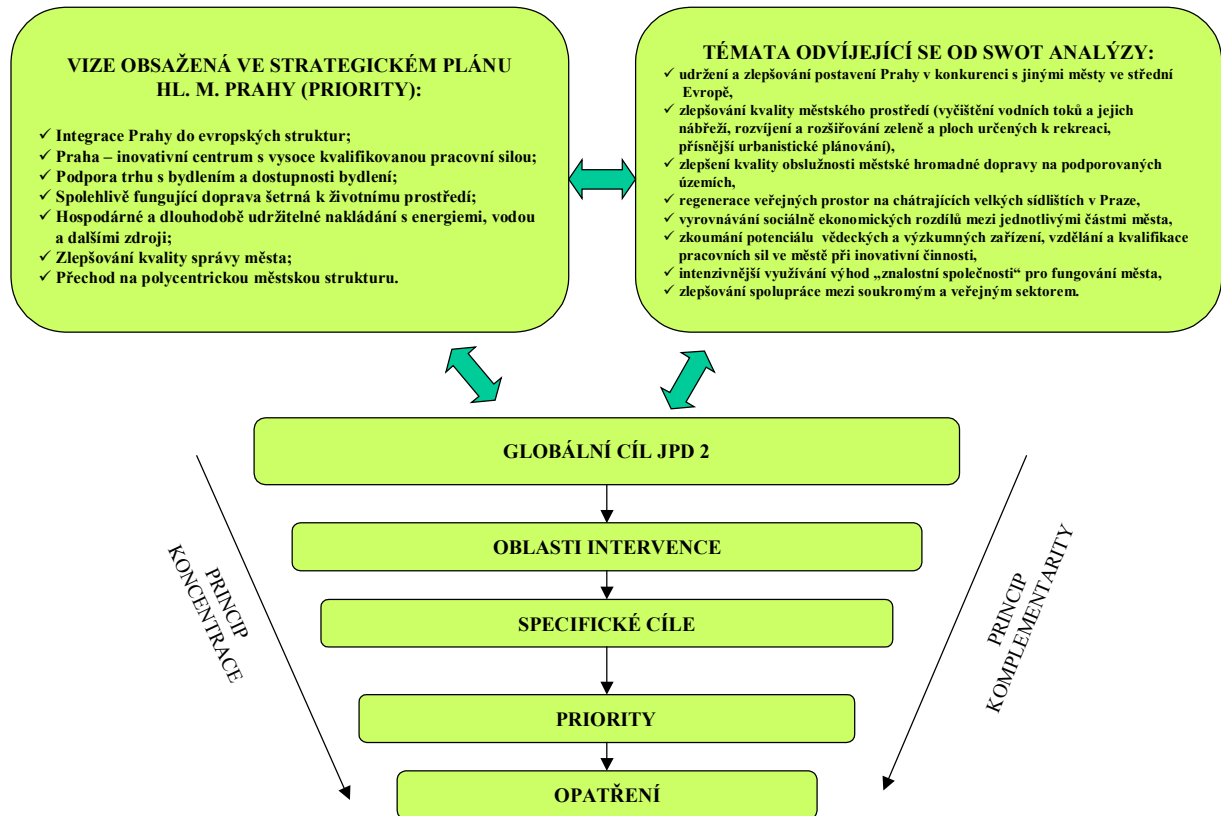 VIZE OBSAŽENÁ VE STRATEGICKÉM PLÁNU
HL. M. PRAHY (PRIORITY):
✓ Integrace Prahy do evropských struktur;
✓ Praha – inovativní centrum s vysoce kvalifikovanou pracovní silou;
✓ Podpora trhu s bydlením a dostupnosti bydlení;
✓ Spolehlivě fungující doprava šetrná k životnímu prostředí;
✓ Hospodárné a dlouhodobě udržitelné nakládání s energiemi, vodou
a dalšími zdroji;
✓ Zlepšování kvality správy města;
✓ Přechod na polycentrickou městskou strukturu.
TÉMATA ODVÍJEJÍCÍ SE OD SWOT ANALÝZY:
✓ udržení a zlepšování postavení Prahy v konkurenci s jinými městy ve střední
Evropě,
✓ zlepšování kvality městského prostředí (vyčištění vodních toků a jejich
nábřeží, rozvíjení a rozšiřování zeleně a ploch určených k rekreaci,
přísnější urbanistické plánování),
✓ zlepšení kvality obslužnosti městské hromadné dopravy na podporovaných
územích,
✓ regenerace veřejných prostor na chátrajících velkých sídlištích v Praze,
✓ vyrovnávání sociálně ekonomických rozdílů mezi jednotlivými částmi města,
✓ zkoumání potenciálu vědeckých a výzkumných zařízení, vzdělání a kvalifikace
pracovních sil ve městě při inovativní činnosti,
✓ intenzivnější využívání výhod „znalostní společnosti“ pro fungování města,
✓ zlepšování spolupráce mezi soukromým a veřejným sektorem.
GLOBÁLNÍ CÍL JPD 2
OBLASTI INTERVENCE
SPECIFICKÉ CÍLE
PRIORITY
OPATŘENÍ
PRINCIP
KONCENTRACE
PRINCIP
KOMPLEMENTARITY